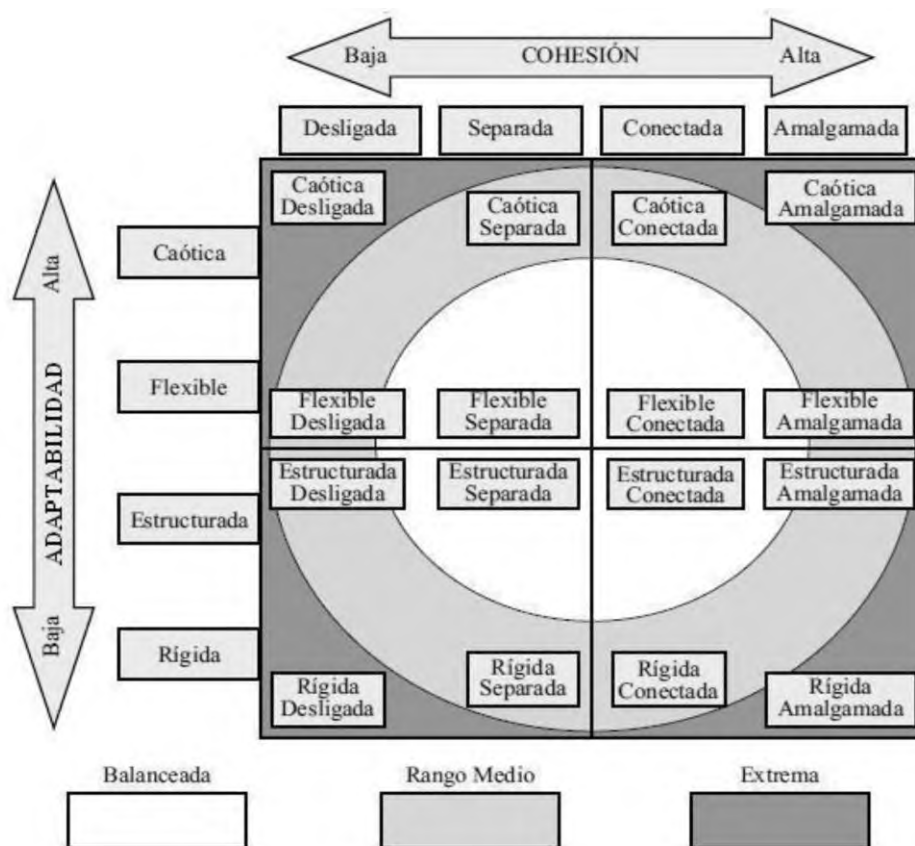 Baja COHESIÓN Alta
Desligada Separada Conectada Amalgamada
Caótica
Desligada
Caótica
Separada
Caótica
Conectada
Caótica
Amalgamada
Alta
ADAPTABILIDAD
Baja
Caótica
Flexible
Flexible
Desligada
Flexible
Separada
Flexible
Conectada
Flexible
Amalgamada
Estructurada
Desligada
Estructurada
Separada
Estructurada
Conectada
Estructurada
Amalgamada
Estructurada
Rígida
Rígida
Desligada
Rígida
Separada
Rígida
Conectada
Rígida
Amalgamada
Balanceada Rango Medio Extrema